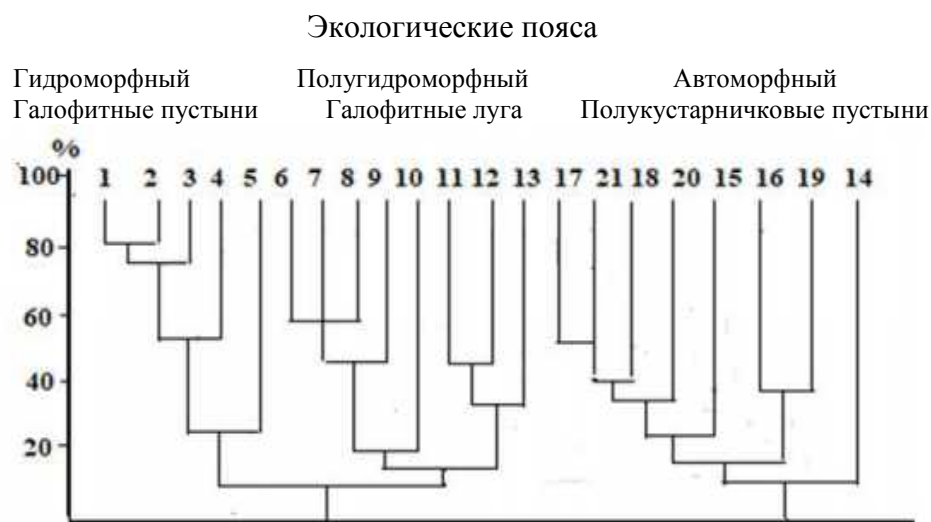 Экологические пояса
Гидроморфный Полугидроморфный Автоморфный
Галофитные пустыни Галофитные луга Полукустарничковые пустыни
%
100 1 2 3 4 5 6 7 8 9 10 11 12 13 17 21 18 20 15 16 19 14
80
60
40
20